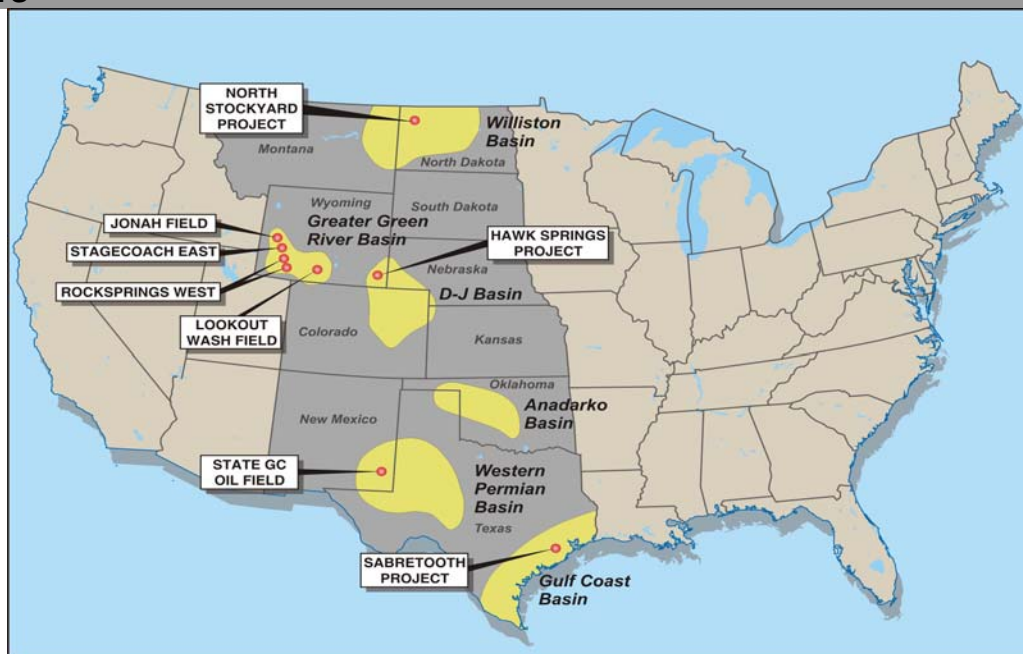 NORTH
STOCKYARD
PROJECT
Williston
Basin
Montana
North Dakota
Wyoming
South Dakota
JONAH FIELD
Greater Green
River Basin
STAGECOACH EAST
HAWK SPRINGS
PROJECT
Nebraska
ROCKSPRINGS WEST
D-J Basin
LOOKOUT
WASH FIELD
Colorado
Kansas
Oklahoma
Anadarko
Basin
New Mexico
STATE GC
OIL FIELD
Western
Permian
Basin
Texas
SABRETOOTH
PROJECT
Gulf Coast
Basin